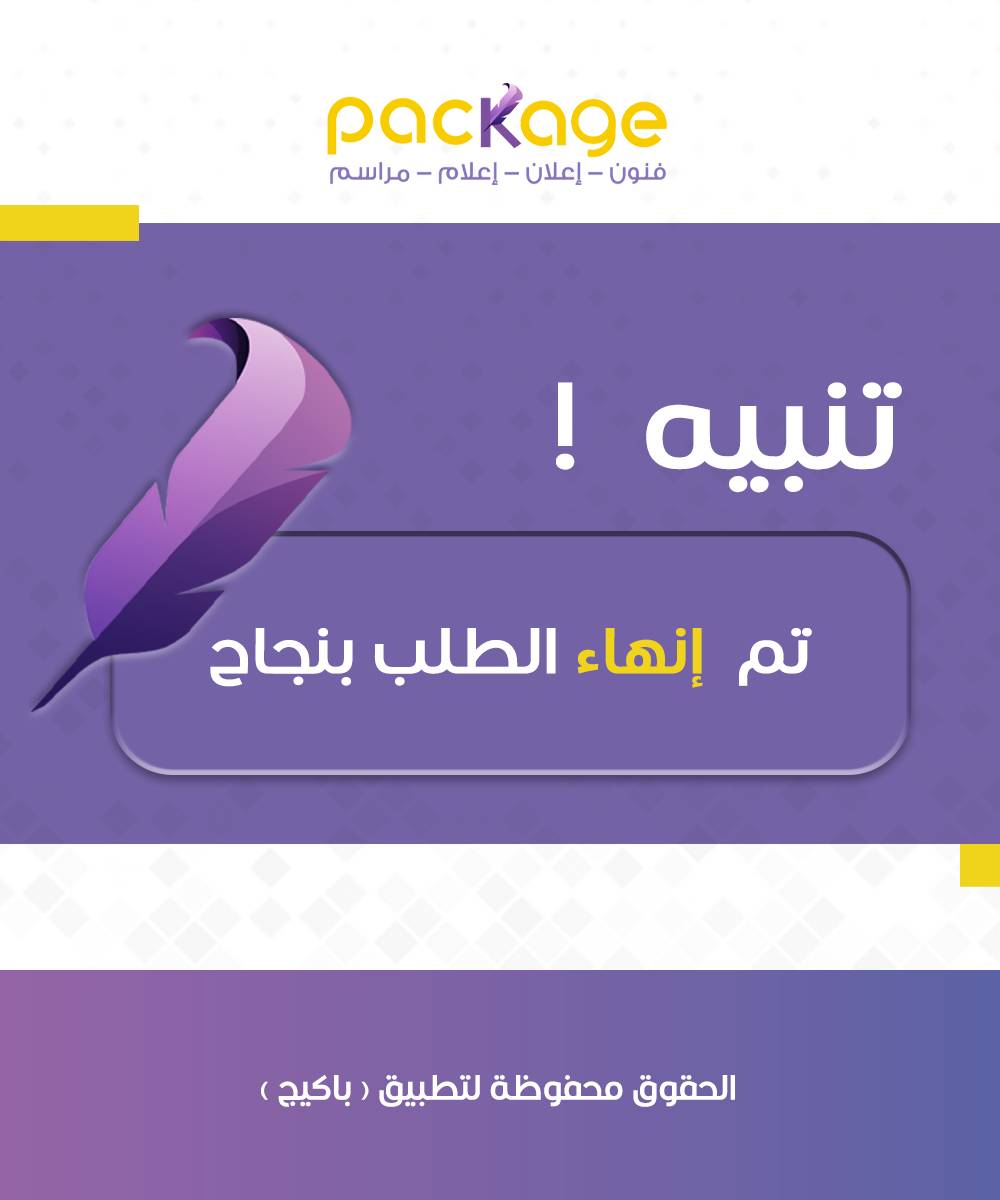 package
فنون – إعلان – إعلام – مراسم
تنبيه !
تم إنهاء الطلب بنجاح
الحقوق محفوظة لتطبيق ( باكيج )